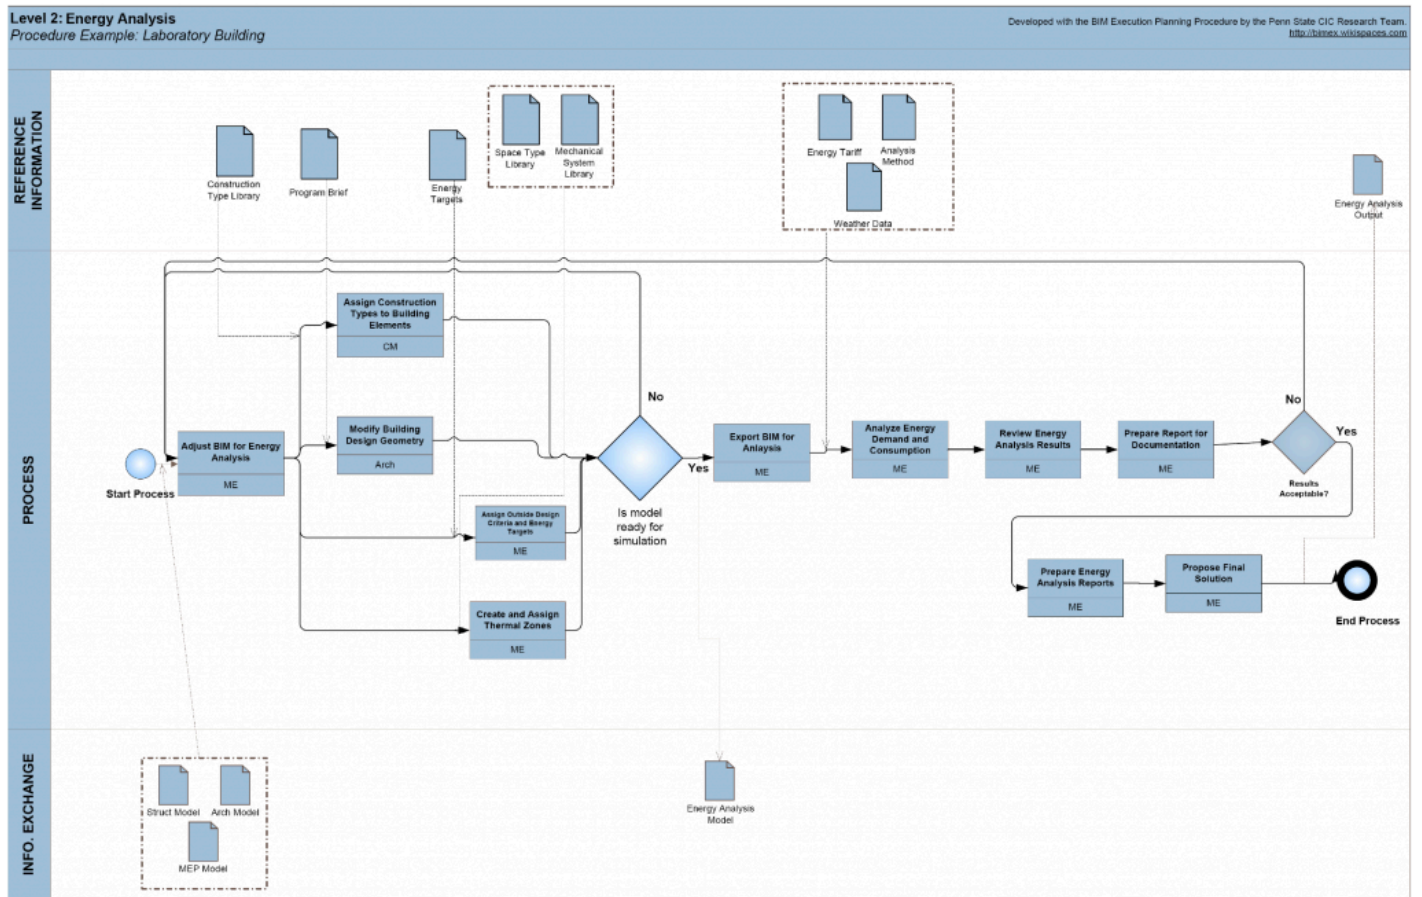 Level 2: Energy Analysis
Procedure Example: Laboratory Building
Developed with the BIM Execution Planning Procedure by the Penn State CIC Research Team.
http://bimex.wikispaces.com
REFERENCE
INFORMATION
Construction
Type Library
Program Brief
Energy
Targets
Space Type
Library
Mechanical
System
Library
Energy Tariff
Analysis
Method
Weather Data
Energy Analysis
Output
PROCESS
Start Process
Adjust BIM for Energy
Analysis
ME
Assign Construction
Types to Building
Elements
CM
Modify Building
Design Geometry
Arch
Assign Outside Design
Criteria and Energy
Targets
ME
Create and Assign
Thermal Zones
ME
No
Yes
Is model
ready for
simulation
Export BIM for
Anlaysis
ME
Analyze Energy
Demand and
Consumption
ME
Review Energy
Analysis Results
ME
Prepare Report for
Documentation
ME
No
Yes
Results
Acceptable?
Prepare Energy
Analysis Reports
ME
Propose Final
Solution
ME
End Process
INFO. EXCHANGE
Struct Model
Arch Model
MEP Model
Energy Analysis
Model